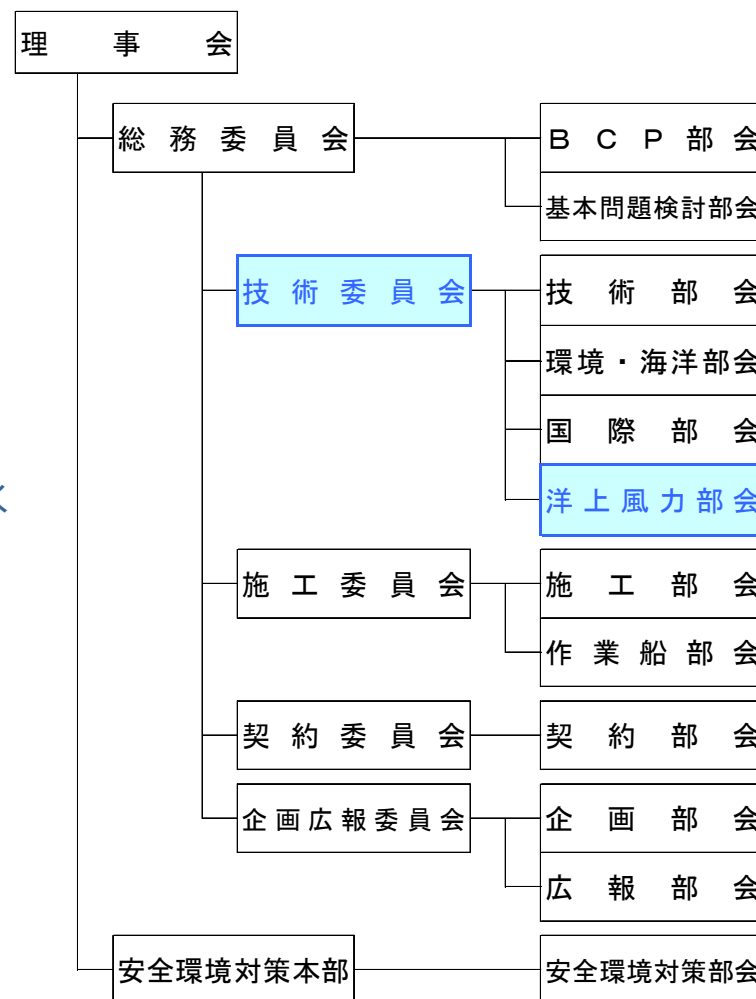 理事会
総務委員会
BCP部会
基本問題検討部会
技術委員会
技術部会
環境・海洋部会
国際部会
洋上風力部会
施工委員会
施工部会
作業船部会
契約委員会
契約部会
企画広報委員会
企画部会
広報部会
安全環境対策本部
安全環境対策部会